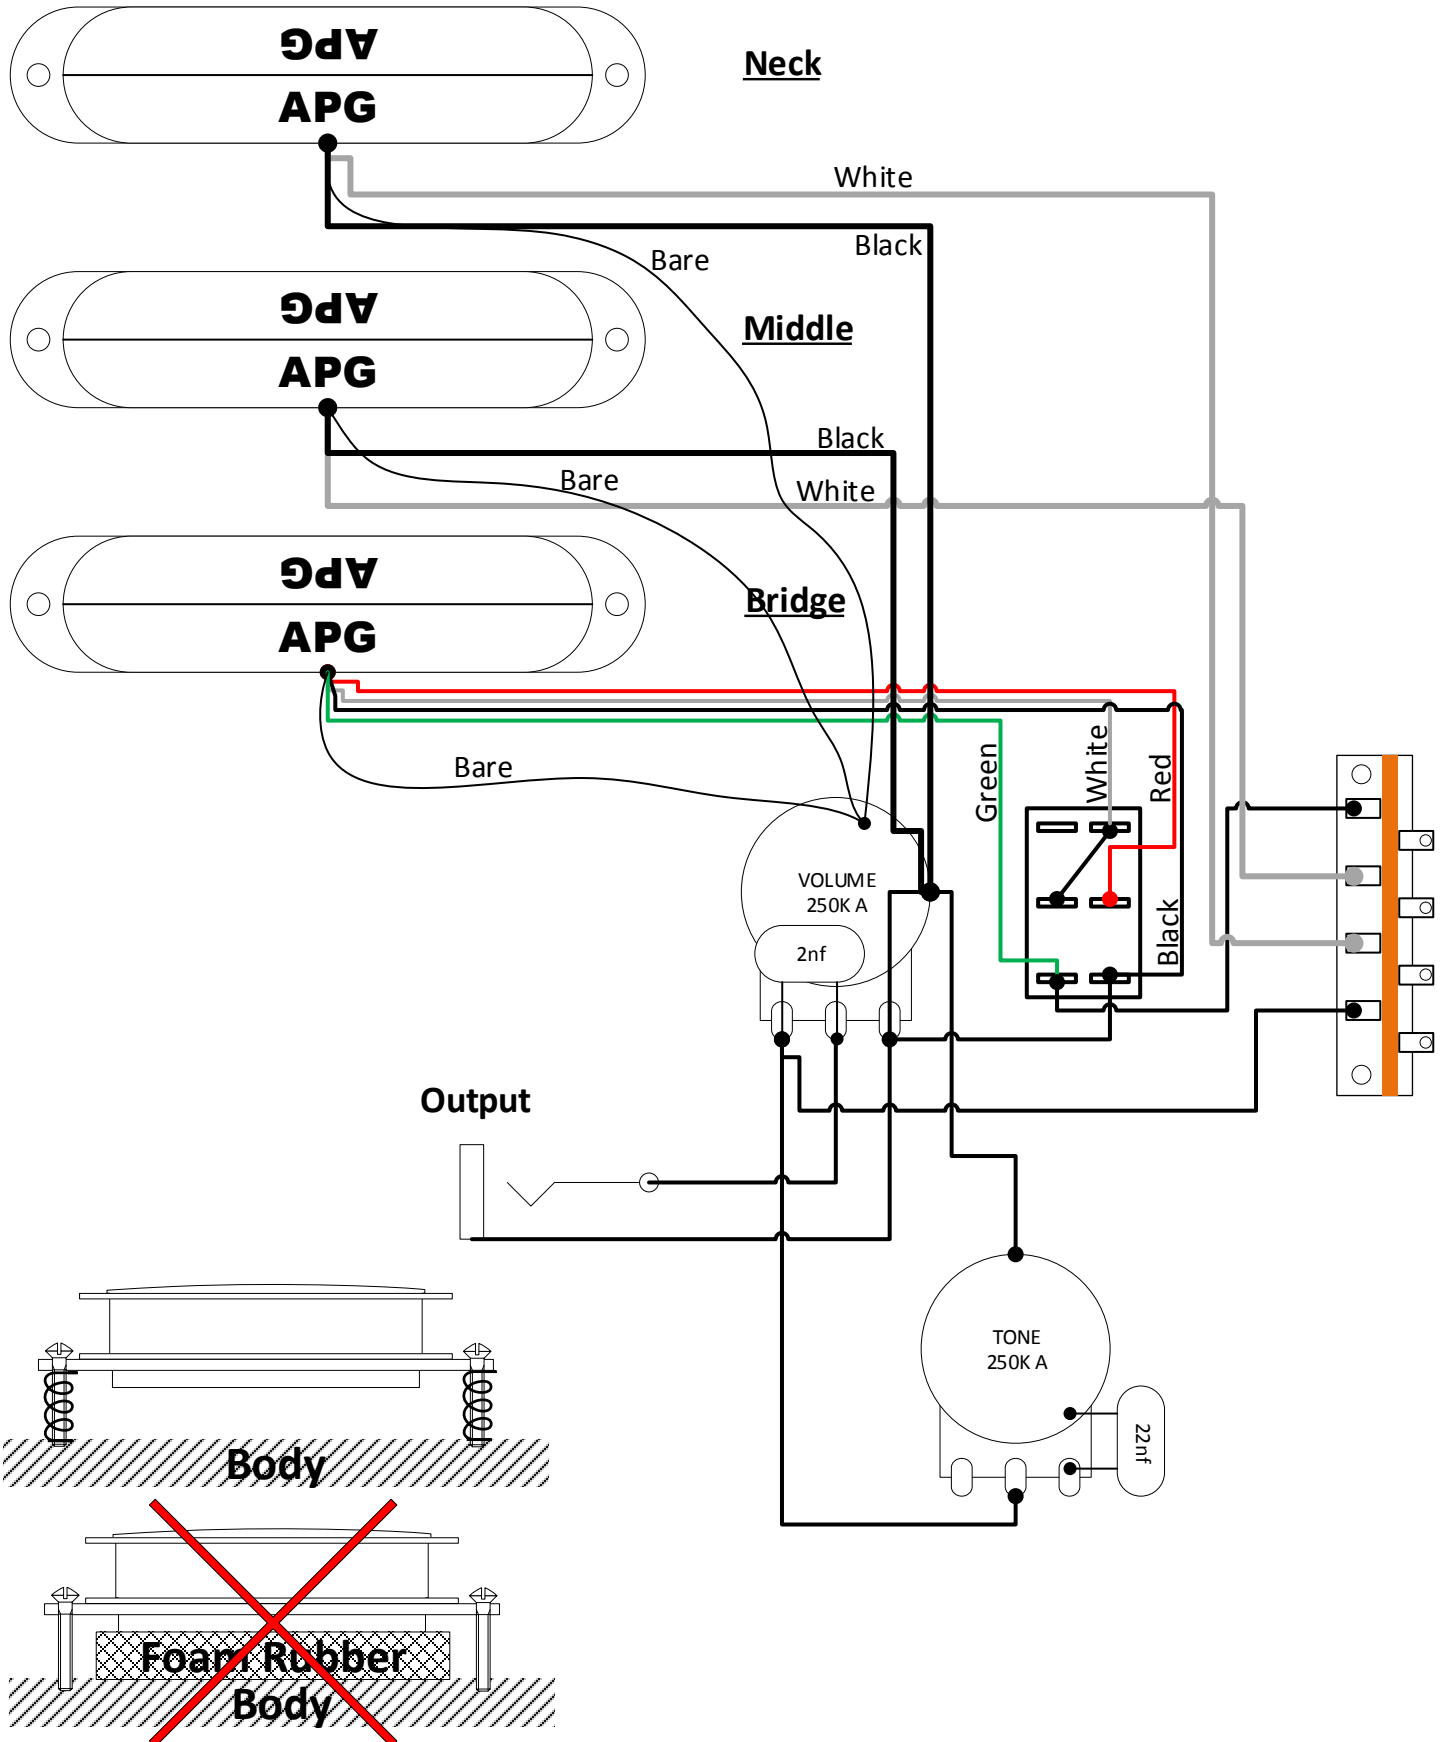 APG
APG
Neck
White
Black
Bare
APG
APG
Middle
Black
Bare
White
APG
APG
Bridge
Bare
Green
White
Red
Black
VOLUME
250K A
2nf
Output
TONE
250K A
22nf
Body
Foam Rubber
Body